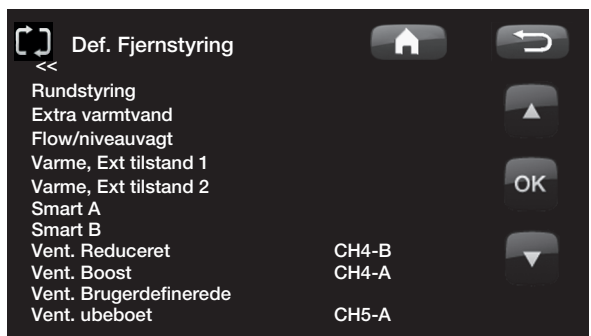 Def. Fjernstyring
<<
Rundstyring
Extra varmtvand
Flow/niveauvagt
Varme, Ext tilstand 1
Varme, Ext tilstand 2
OK
Smart A
Smart B
Vent. Reduceret CH4-B
Vent. Boost CH4-A
Vent. Brugerdefinerede
Vent. ubeboet CH5-A